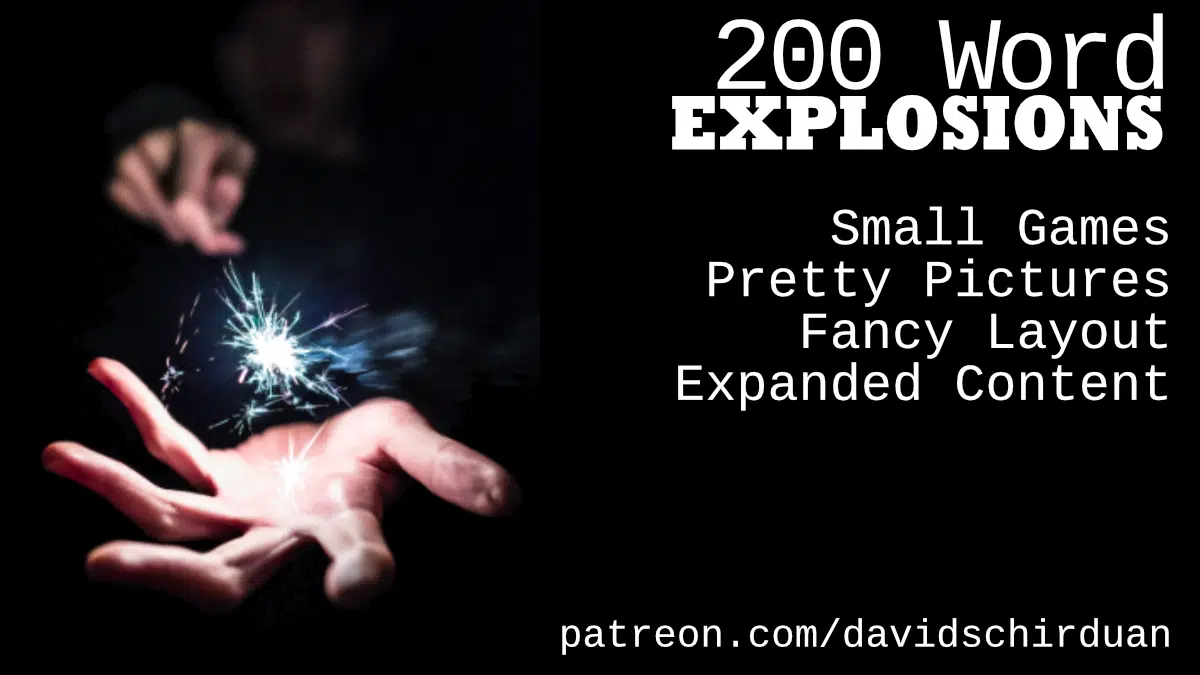 200 Word
EXPLOSIONS
Small Games
Pretty Pictures
Fancy Layout
Expanded Content
patreon.com/davidschirduan